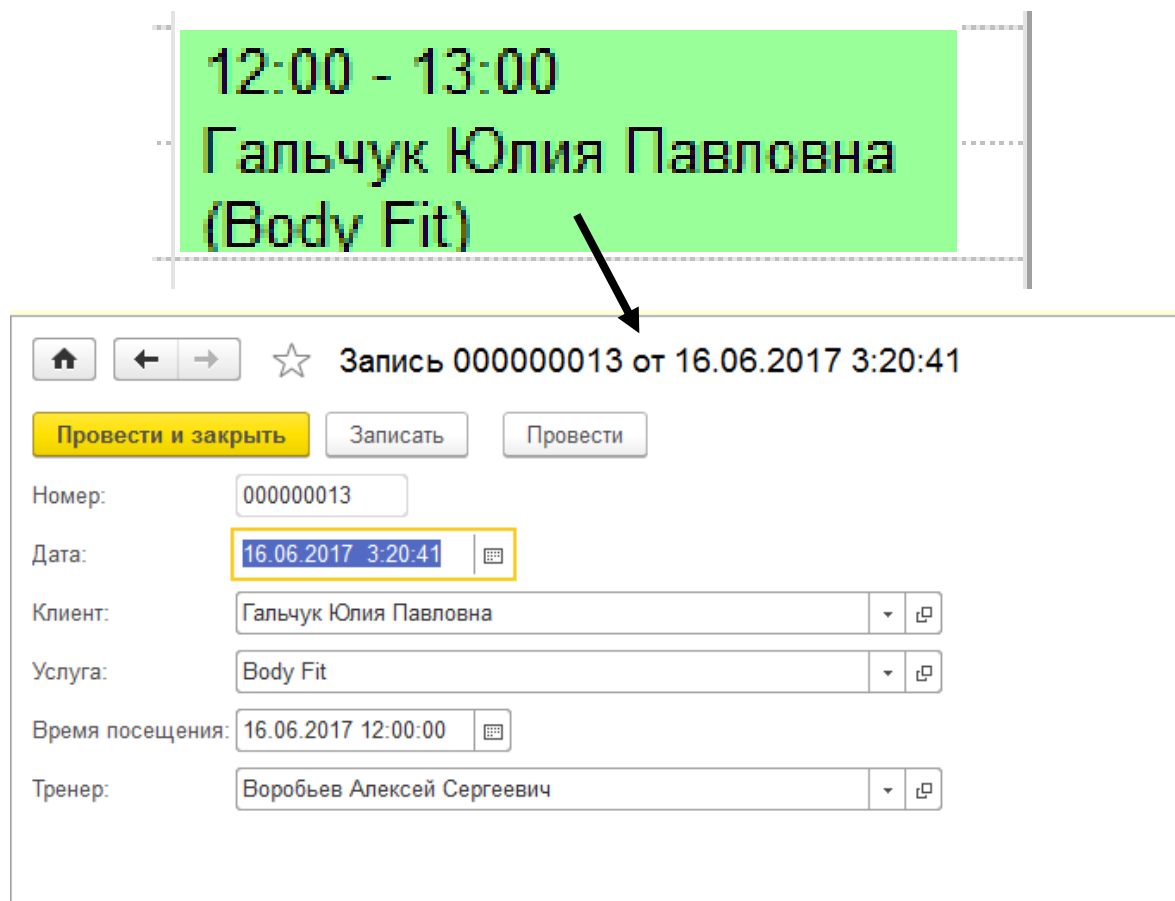 12:00 - 13:00
Гальчук Юлия Павловна
(Body Fit)
Запись 000000013 от 16.06.2017 3:20:41
Провести и закрыть Записать Провести
Номер: 000000013
Дата: 16.06.2017 3:20:41
Клиент: Гальчук Юлия Павловна
Услуга: Body Fit
Время посещения: 16.06.2017 12:00:00
Тренер: Воробьев Алексей Сергеевич